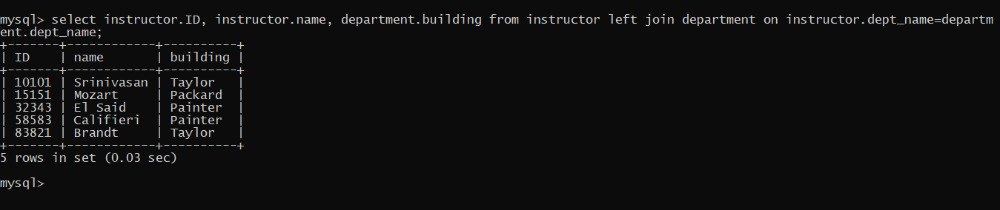 mysql> select instructor.ID, instructor.name, department.building from instructor left join department on instructor.dept_name=departm
ent.dept_name;
+-------+------------+----------+
| ID    | name       | building |
+-------+------------+----------+
| 10101 | Srinivasan | Taylor   |
| 15151 | Mozart     | Packard  |
| 32343 | El Said    | Painter  |
| 58583 | Califieri  | Painter  |
| 83821 | Brandt     | Taylor   |
+-------+------------+----------+
5 rows in set (0.03 sec)
mysql>